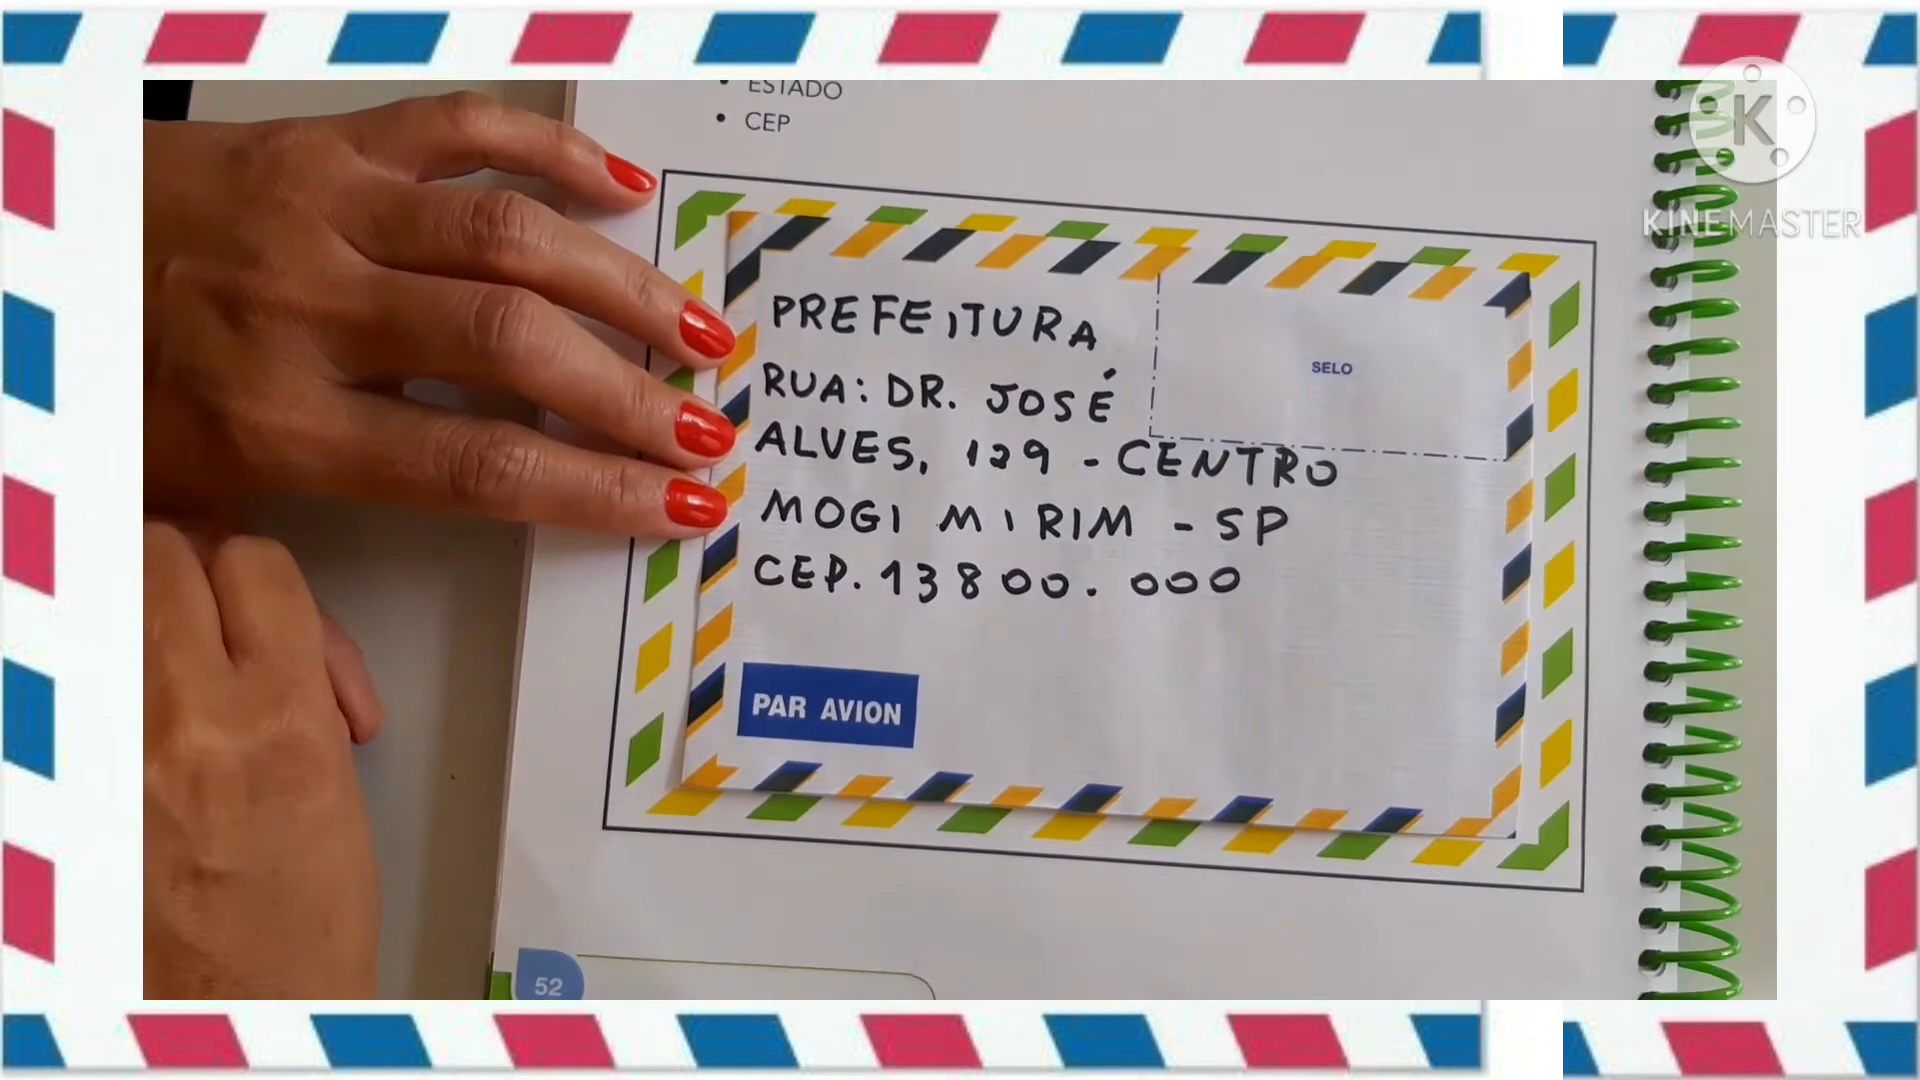 • ESTADO
• CEP
K
KINEMASTER
PREFEITURA
SELO
RUA: DR. JOSÉ
ALVES, 129 - CENTRO
MOGI MIRIM - SP
CEP. 13800. 000
PAR AVION
52